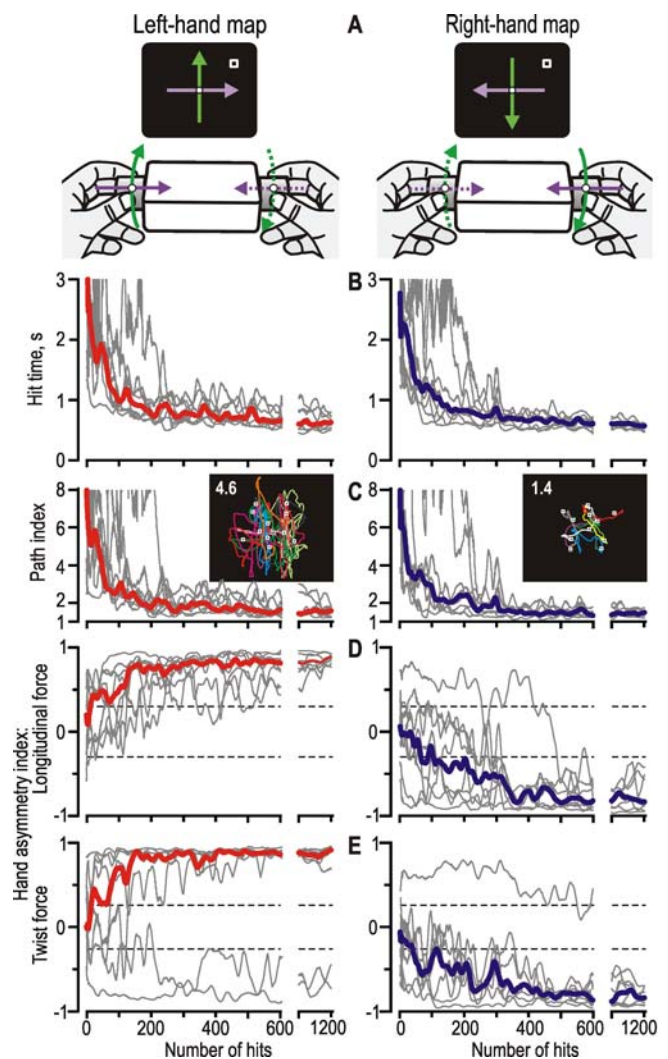 Left-hand map A Right-hand map
3
2
1
0
Hit time, s
B
3
2
1
0
8
6
4
2
1
Path index
4.6
C
8
6
4
2
1
1.4
1
0
-1
Hand asymmetry index:
Longitudinal force
D
1
0
-1
1
0
-1
Twist force
E
1
0
-1
0 200 400 600 1200
Number of hits
0 200 400 600 1200
Number of hits